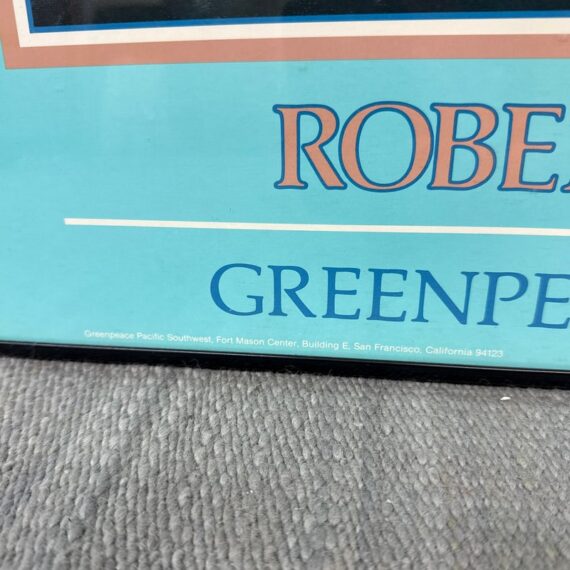 ROBE
GREENPE
Greenpeace Pacific Southwest, Fort Mason Center, Building E, San Francisco, California 94123